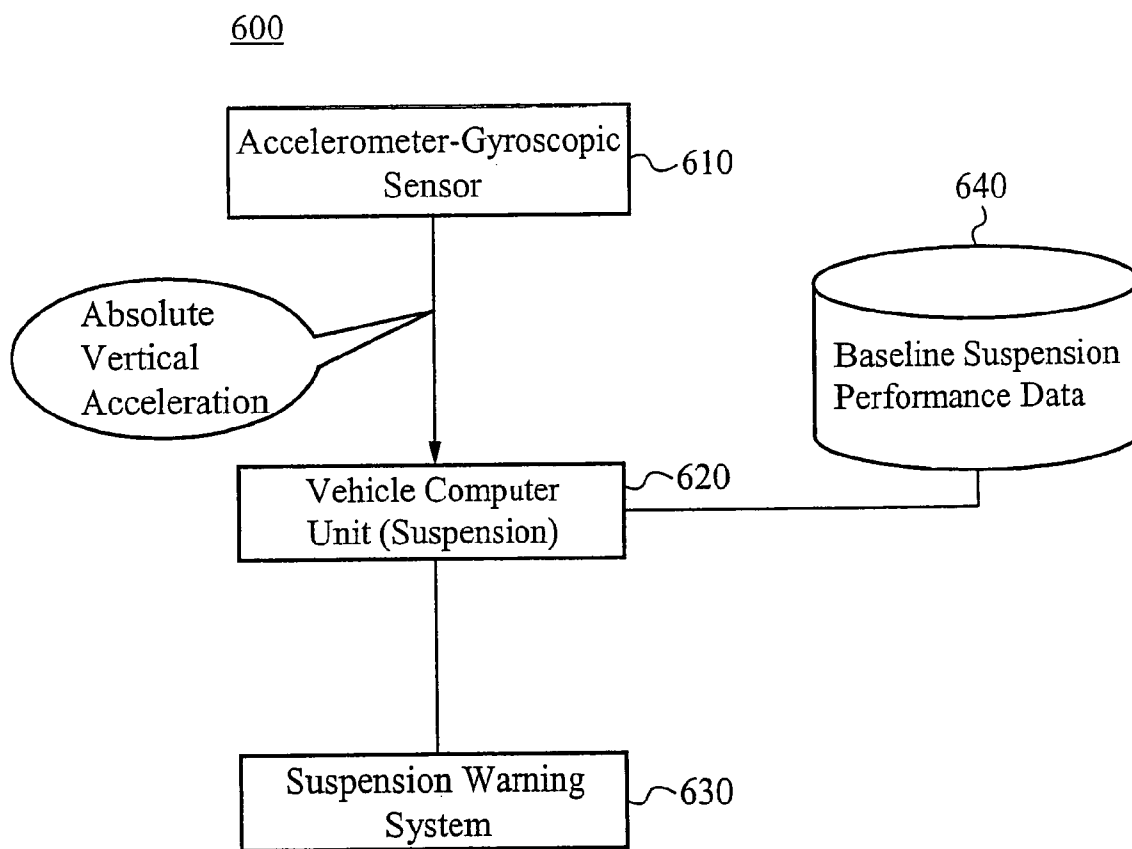 600
Accelerometer-Gyroscopic
Sensor
610
640
Absolute
Vertical
Acceleration
Baseline Suspension
Performance Data
Vehicle Computer
Unit (Suspension)
620
Suspension Warning
System
630